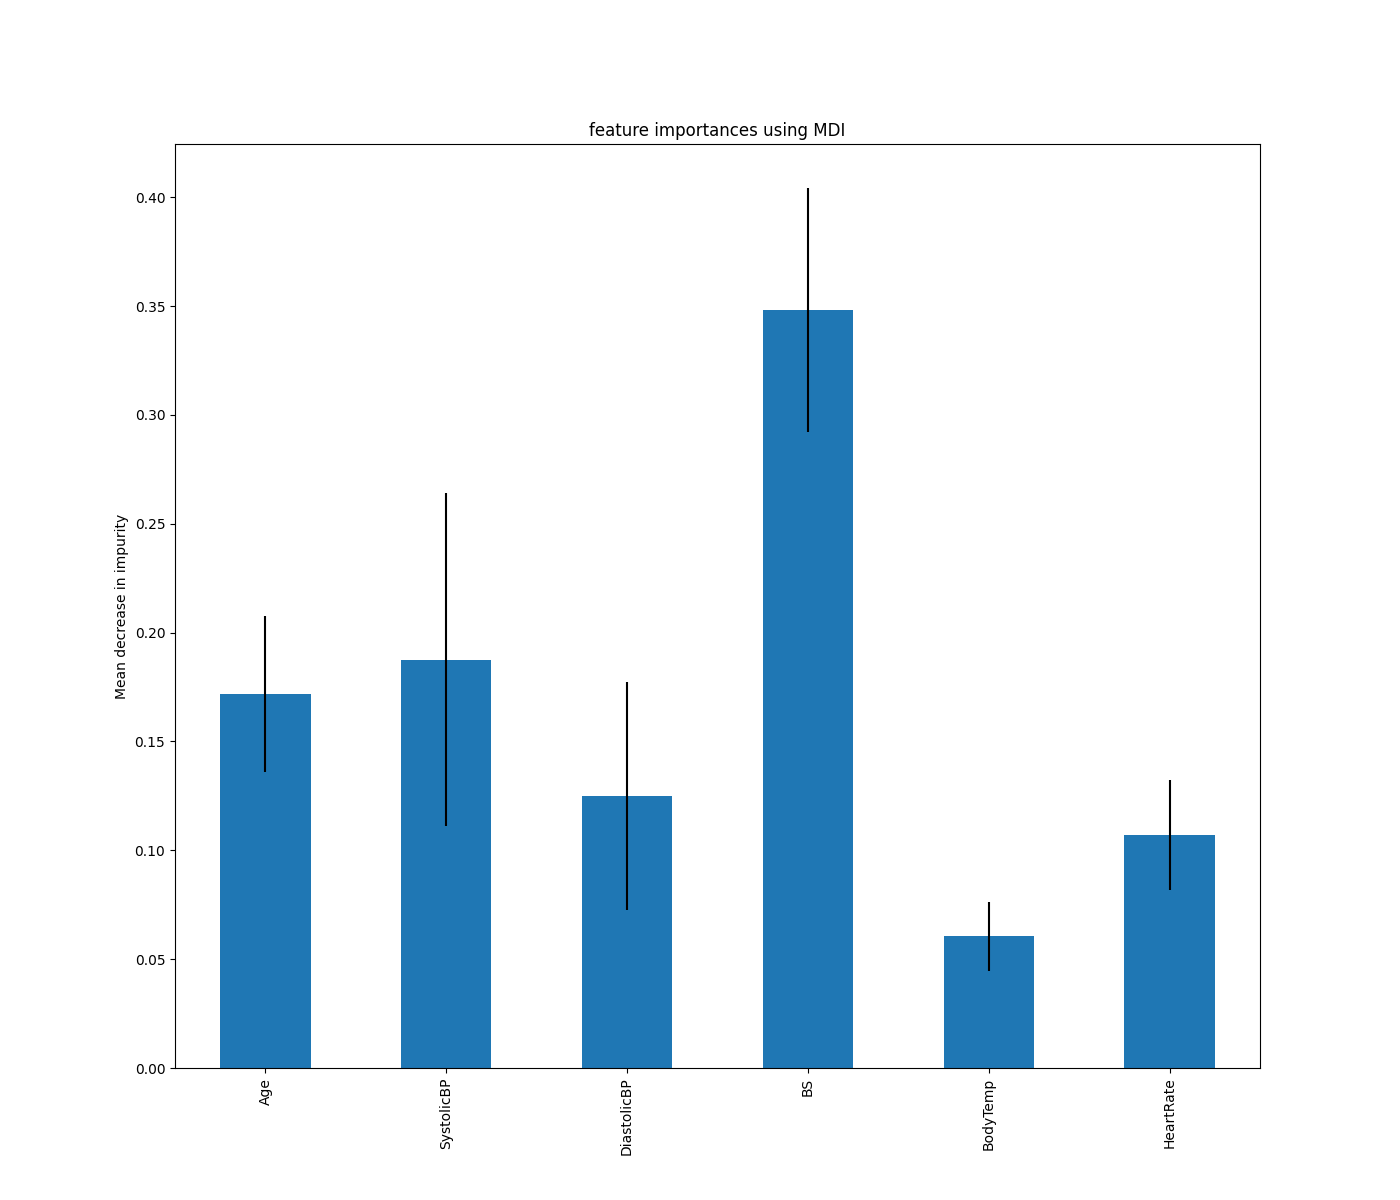 feature importances using MDI
Mean decrease in impurity
0.40
0.35
0.30
0.25
0.20
0.15
0.10
0.05
0.00
Age
SystolicBP
DiastolicBP
BS
BodyTemp
HeartRate